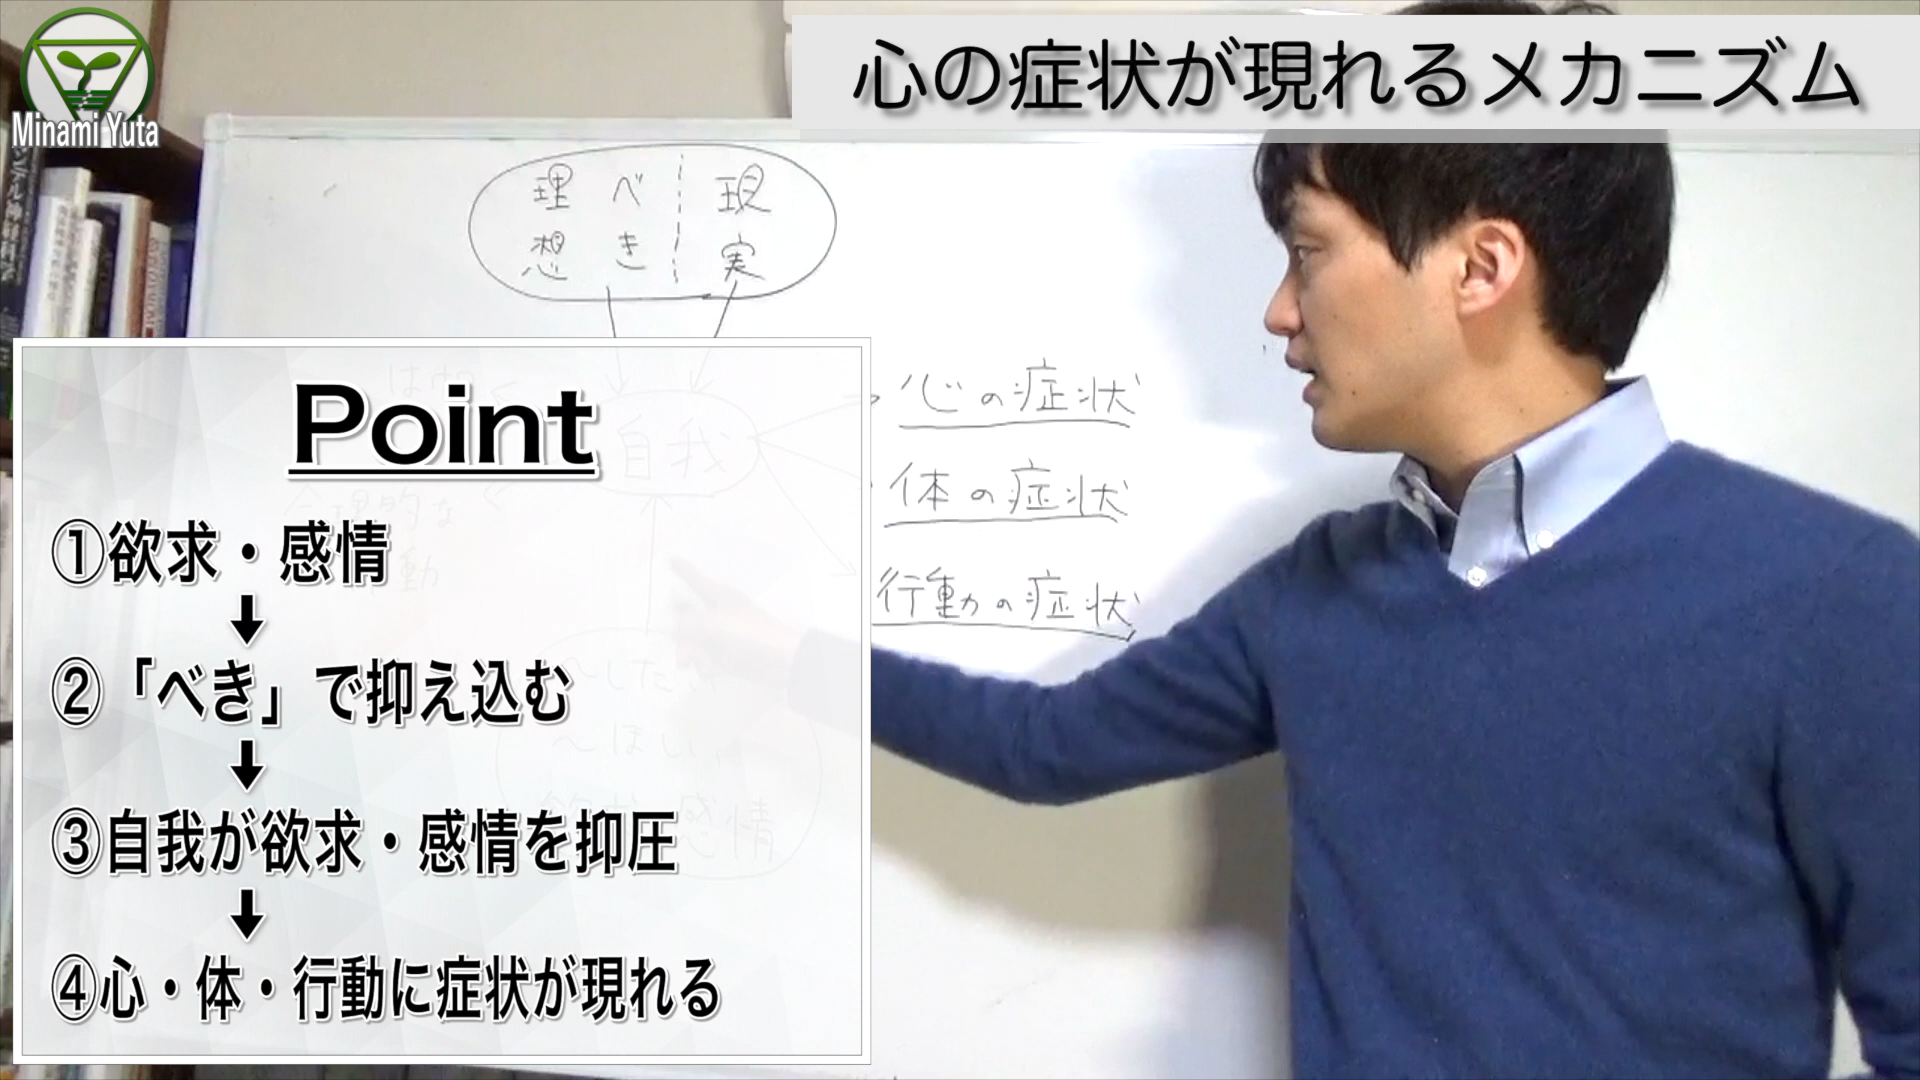 Minami Yuta
心の症状が現れるメカニズム
理想
べき
現実
自我
心の症状
体の症状
行動の症状
Point
①欲求・感情
②「べき」で抑え込む
③自我が欲求・感情を抑圧
④心・体・行動に症状が現れる